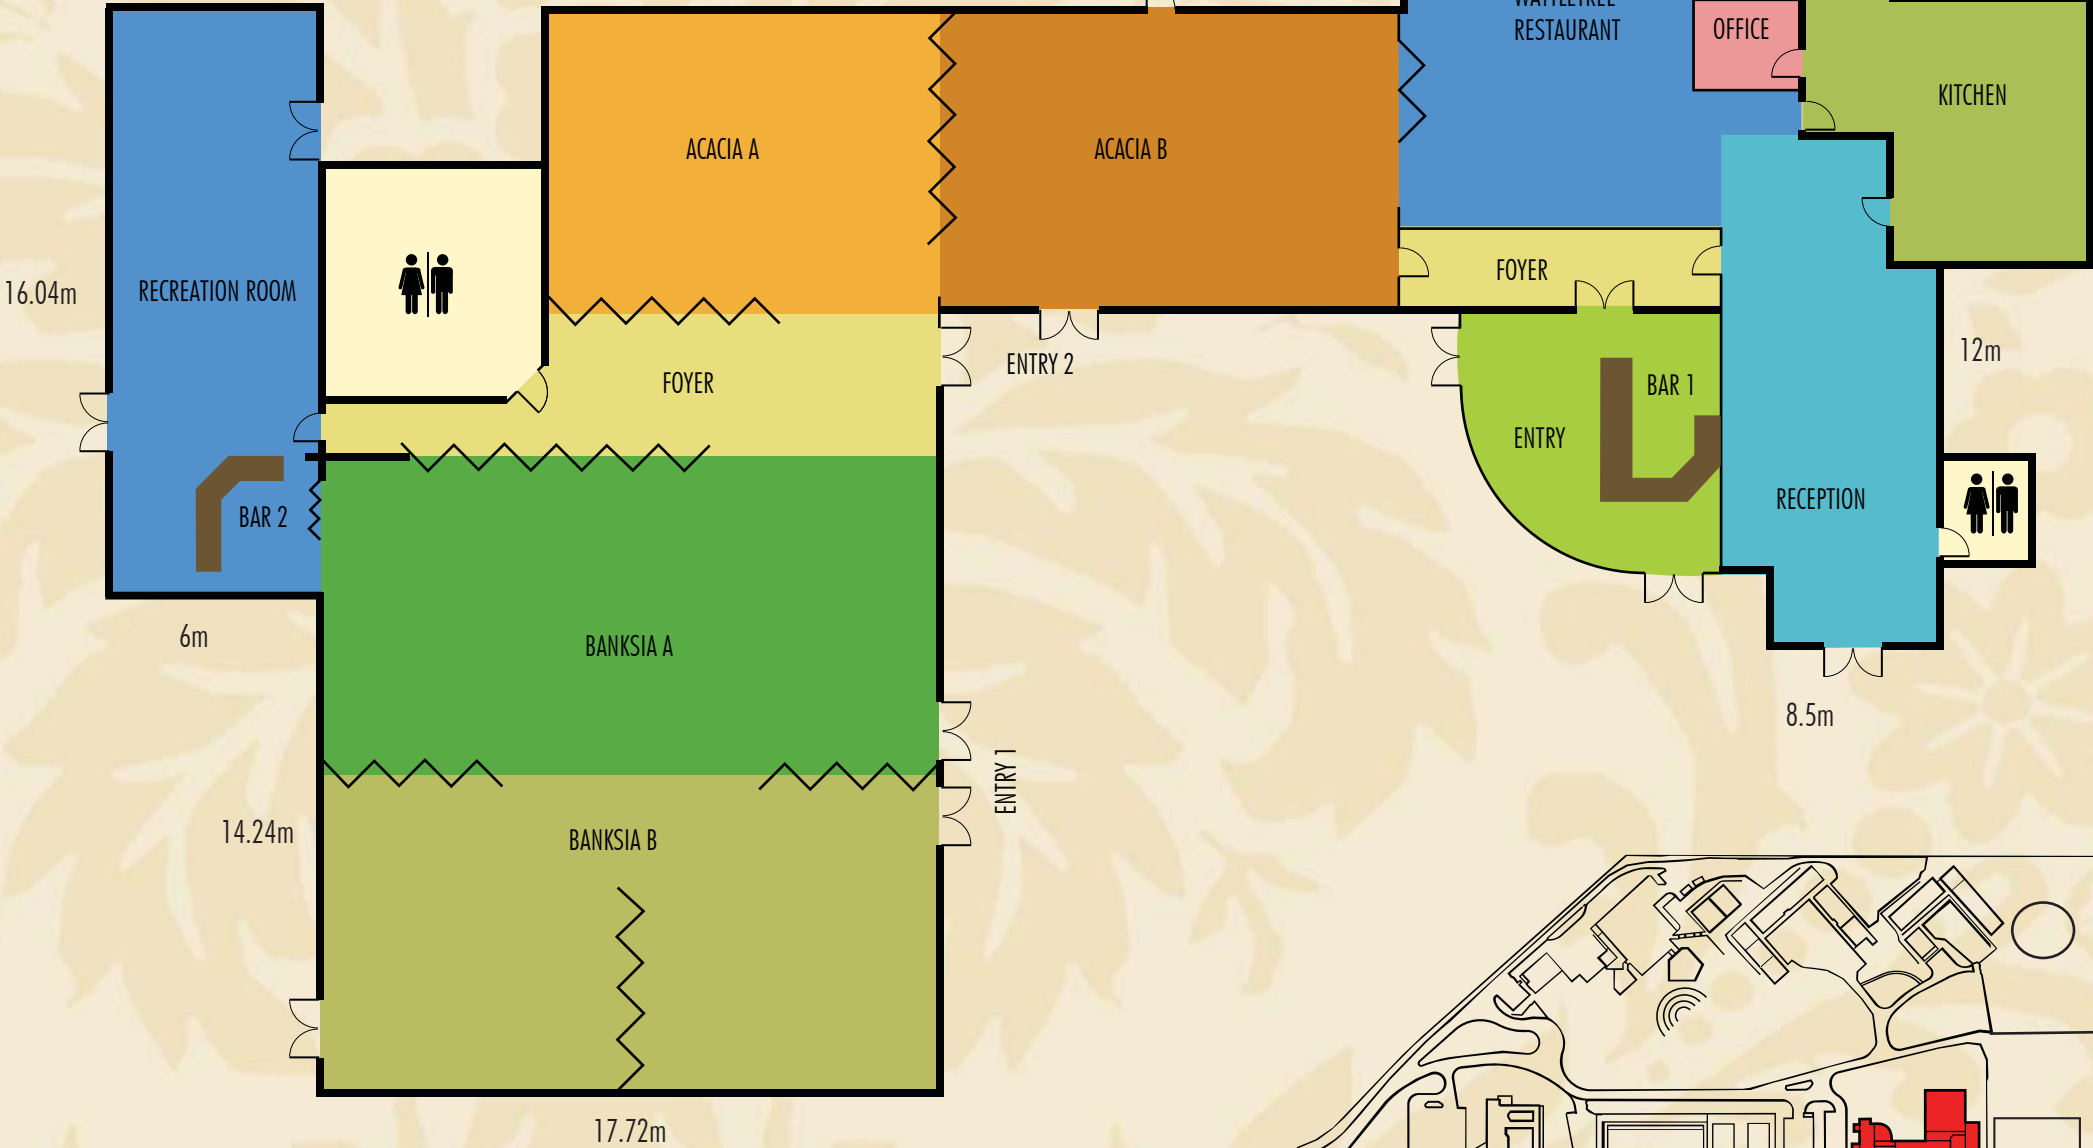 RESTAURANT
OFFICE
KITCHEN
ACACIA A
ACACIA B
16.04m
RECREATION ROOM
FOYER
ENTRY 2
FOYER
12m
BAR 1
ENTRY
RECEPTION
BAR 2
6m
BANKSIA A
8.5m
ENTRY 1
14.24m
BANKSIA B
17.72m